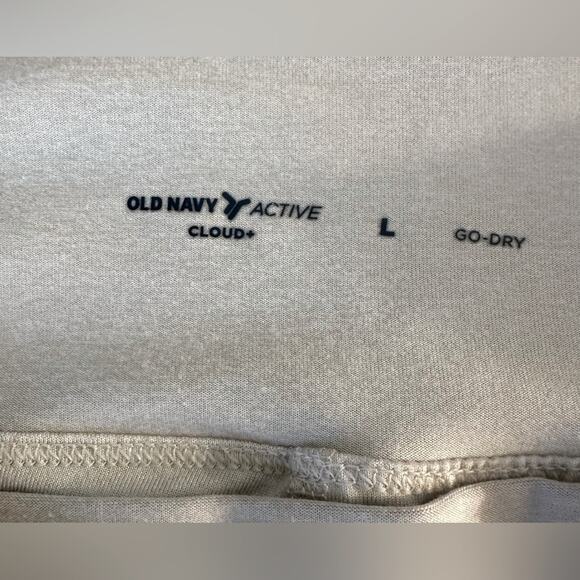 OLD NAVY ACTIVE
CLOUD+
L
GO-DRY